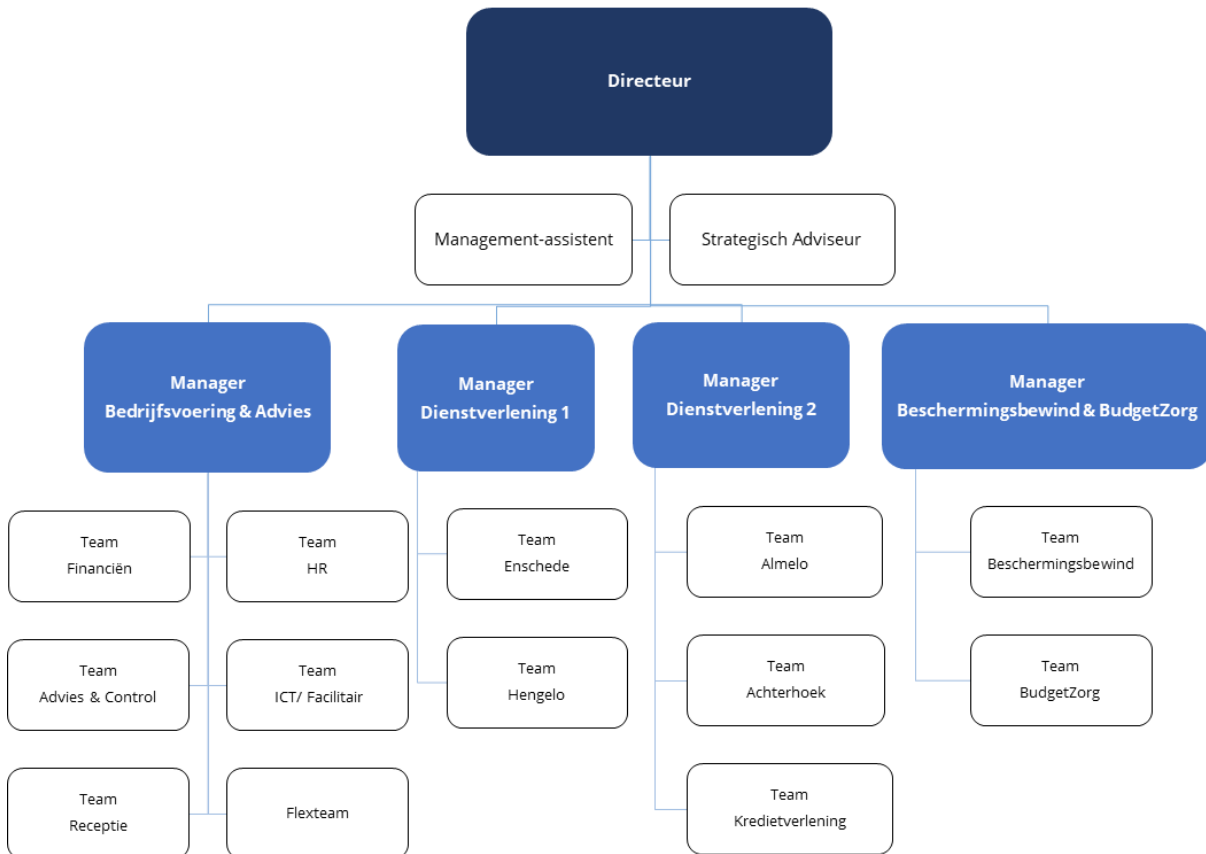 Directeur
Management-assistent
Strategisch Adviseur
Manager
Bedrijfsvoering & Advies
Manager
Dienstverlening 1
Manager
Dienstverlening 2
Manager
Beschermingsbewind & BudgetZorg
Team
Financiën
Team
HR
Team
Enschede
Team
Almelo
Team
Beschermingsbewind
Team
Advies & Control
Team
ICT/ Facilitair
Team
Hengelo
Team
Achterhoek
Team
BudgetZorg
Team
Receptie
Flexteam
Team
Kredietverlening